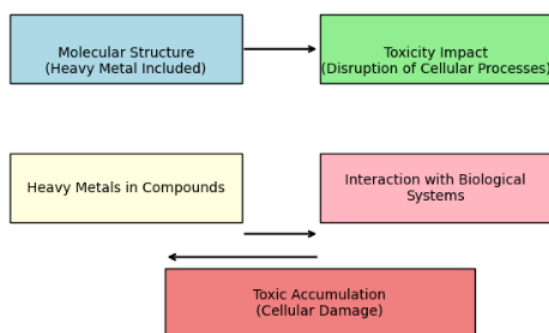 Molecular Structure
(Heavy Metal Included)
Toxicity Impact
(Disruption of Cellular Processes)
Heavy Metals in Compounds
Interaction with Biological
Systems
Toxic Accumulation
(Cellular Damage)